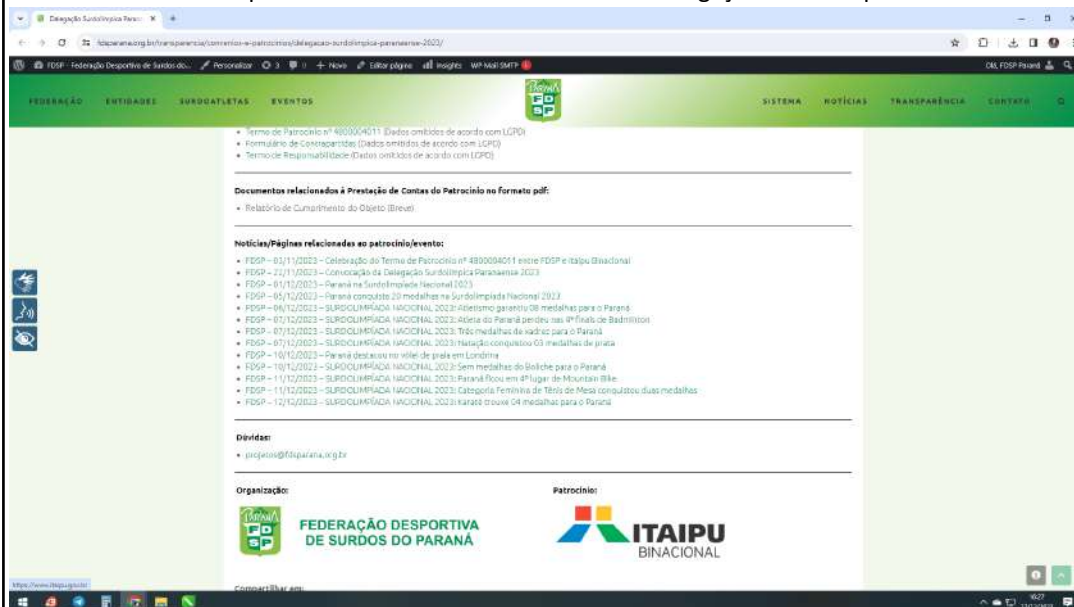 Delegação Surdolímpica Parana
fdsparana.org.br/transparencia/convenios-e-patrocinios/delegacao-surdolimpica-paranaense-2023/
FDSP - Federação Desportiva de Surdos do... Personalizar 3 0 Novo Editar página Insights WP Mail SMTP Olá, FDSP Paraná
FEDERAÇÃO ENTIDADES SURDOATLETAS EVENTOS PARANÁ FDSP SISTEMA NOTÍCIAS TRANSPARÊNCIA CONTATO
• Termo de Patrocínio nº 4800004011 (Dados omitidos de acordo com LGPD)
• Formulário de Contrapartidas (Dados omitidos de acordo com LGPD)
• Termo de Responsabilidade (Dados omitidos de acordo com LGPD)
Documentos relacionados à Prestação de Contas do Patrocínio no formato pdf:
• Relatório de Cumprimento do Objeto (Breve)
Notícias/Páginas relacionadas ao patrocínio/evento:
• FDSP – 03/11/2023 – Celebração do Termo de Patrocínio nº 4800004011 entre FDSP e Itaipu Binacional
• FDSP – 22/11/2023 – Convocação da Delegação Surdolímpica Paranaense 2023
• FDSP – 01/12/2023 – Paraná na Surdolimpíada Nacional 2023
• FDSP – 05/12/2023 – Paraná conquista 20 medalhas na Surdolimpíada Nacional 2023
• FDSP – 06/12/2023 – SURDOLIMPÍADA NACIONAL 2023: Atletismo garantiu 08 medalhas para o Paraná
• FDSP – 07/12/2023 – SURDOLIMPÍADA NACIONAL 2023: Atleta do Paraná perdeu nas 4ª finais de Badminton
• FDSP – 07/12/2023 – SURDOLIMPÍADA NACIONAL 2023: Três medalhas de xadrez para o Paraná
• FDSP – 07/12/2023 – SURDOLIMPÍADA NACIONAL 2023: Natação conquistou 03 medalhas de prata
• FDSP – 10/12/2023 – Paraná destacou no vôlei de praia em Londrina
• FDSP – 10/12/2023 – SURDOLIMPÍADA NACIONAL 2023: Sem medalhas do Boliche para o Paraná
• FDSP – 11/12/2023 – SURDOLIMPÍADA NACIONAL 2023: Paraná ficou em 4º lugar de Mountain Bike
• FDSP – 11/12/2023 – SURDOLIMPÍADA NACIONAL 2023: Categoria Feminina de Tênis de Mesa conquistou duas medalhas
• FDSP – 12/12/2023 – SURDOLIMPÍADA NACIONAL 2023: Karatê trouxe 04 medalhas para o Paraná
Dúvidas:
• projetos@fdsparana.org.br
Organização: Patrocínio:
PARANÁ FDSP FEDERAÇÃO DESPORTIVA DE SURDOS DO PARANÁ
ITAIPU BINACIONAL
Compartilhar em:
https://www.itaipu.gov.br
16:27